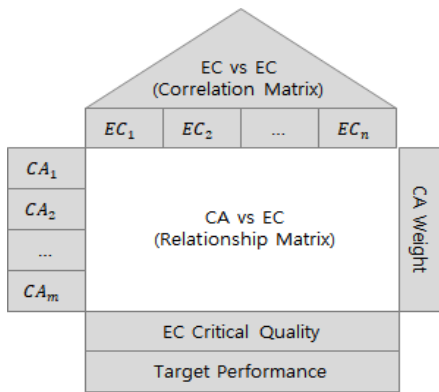 EC vs EC
(Correlation Matrix)
EC₁ EC₂ ... ECₙ
CA₁
CA₂
...
CAₘ
CA vs EC
(Relationship Matrix)
CA Weight
EC Critical Quality
Target Performance